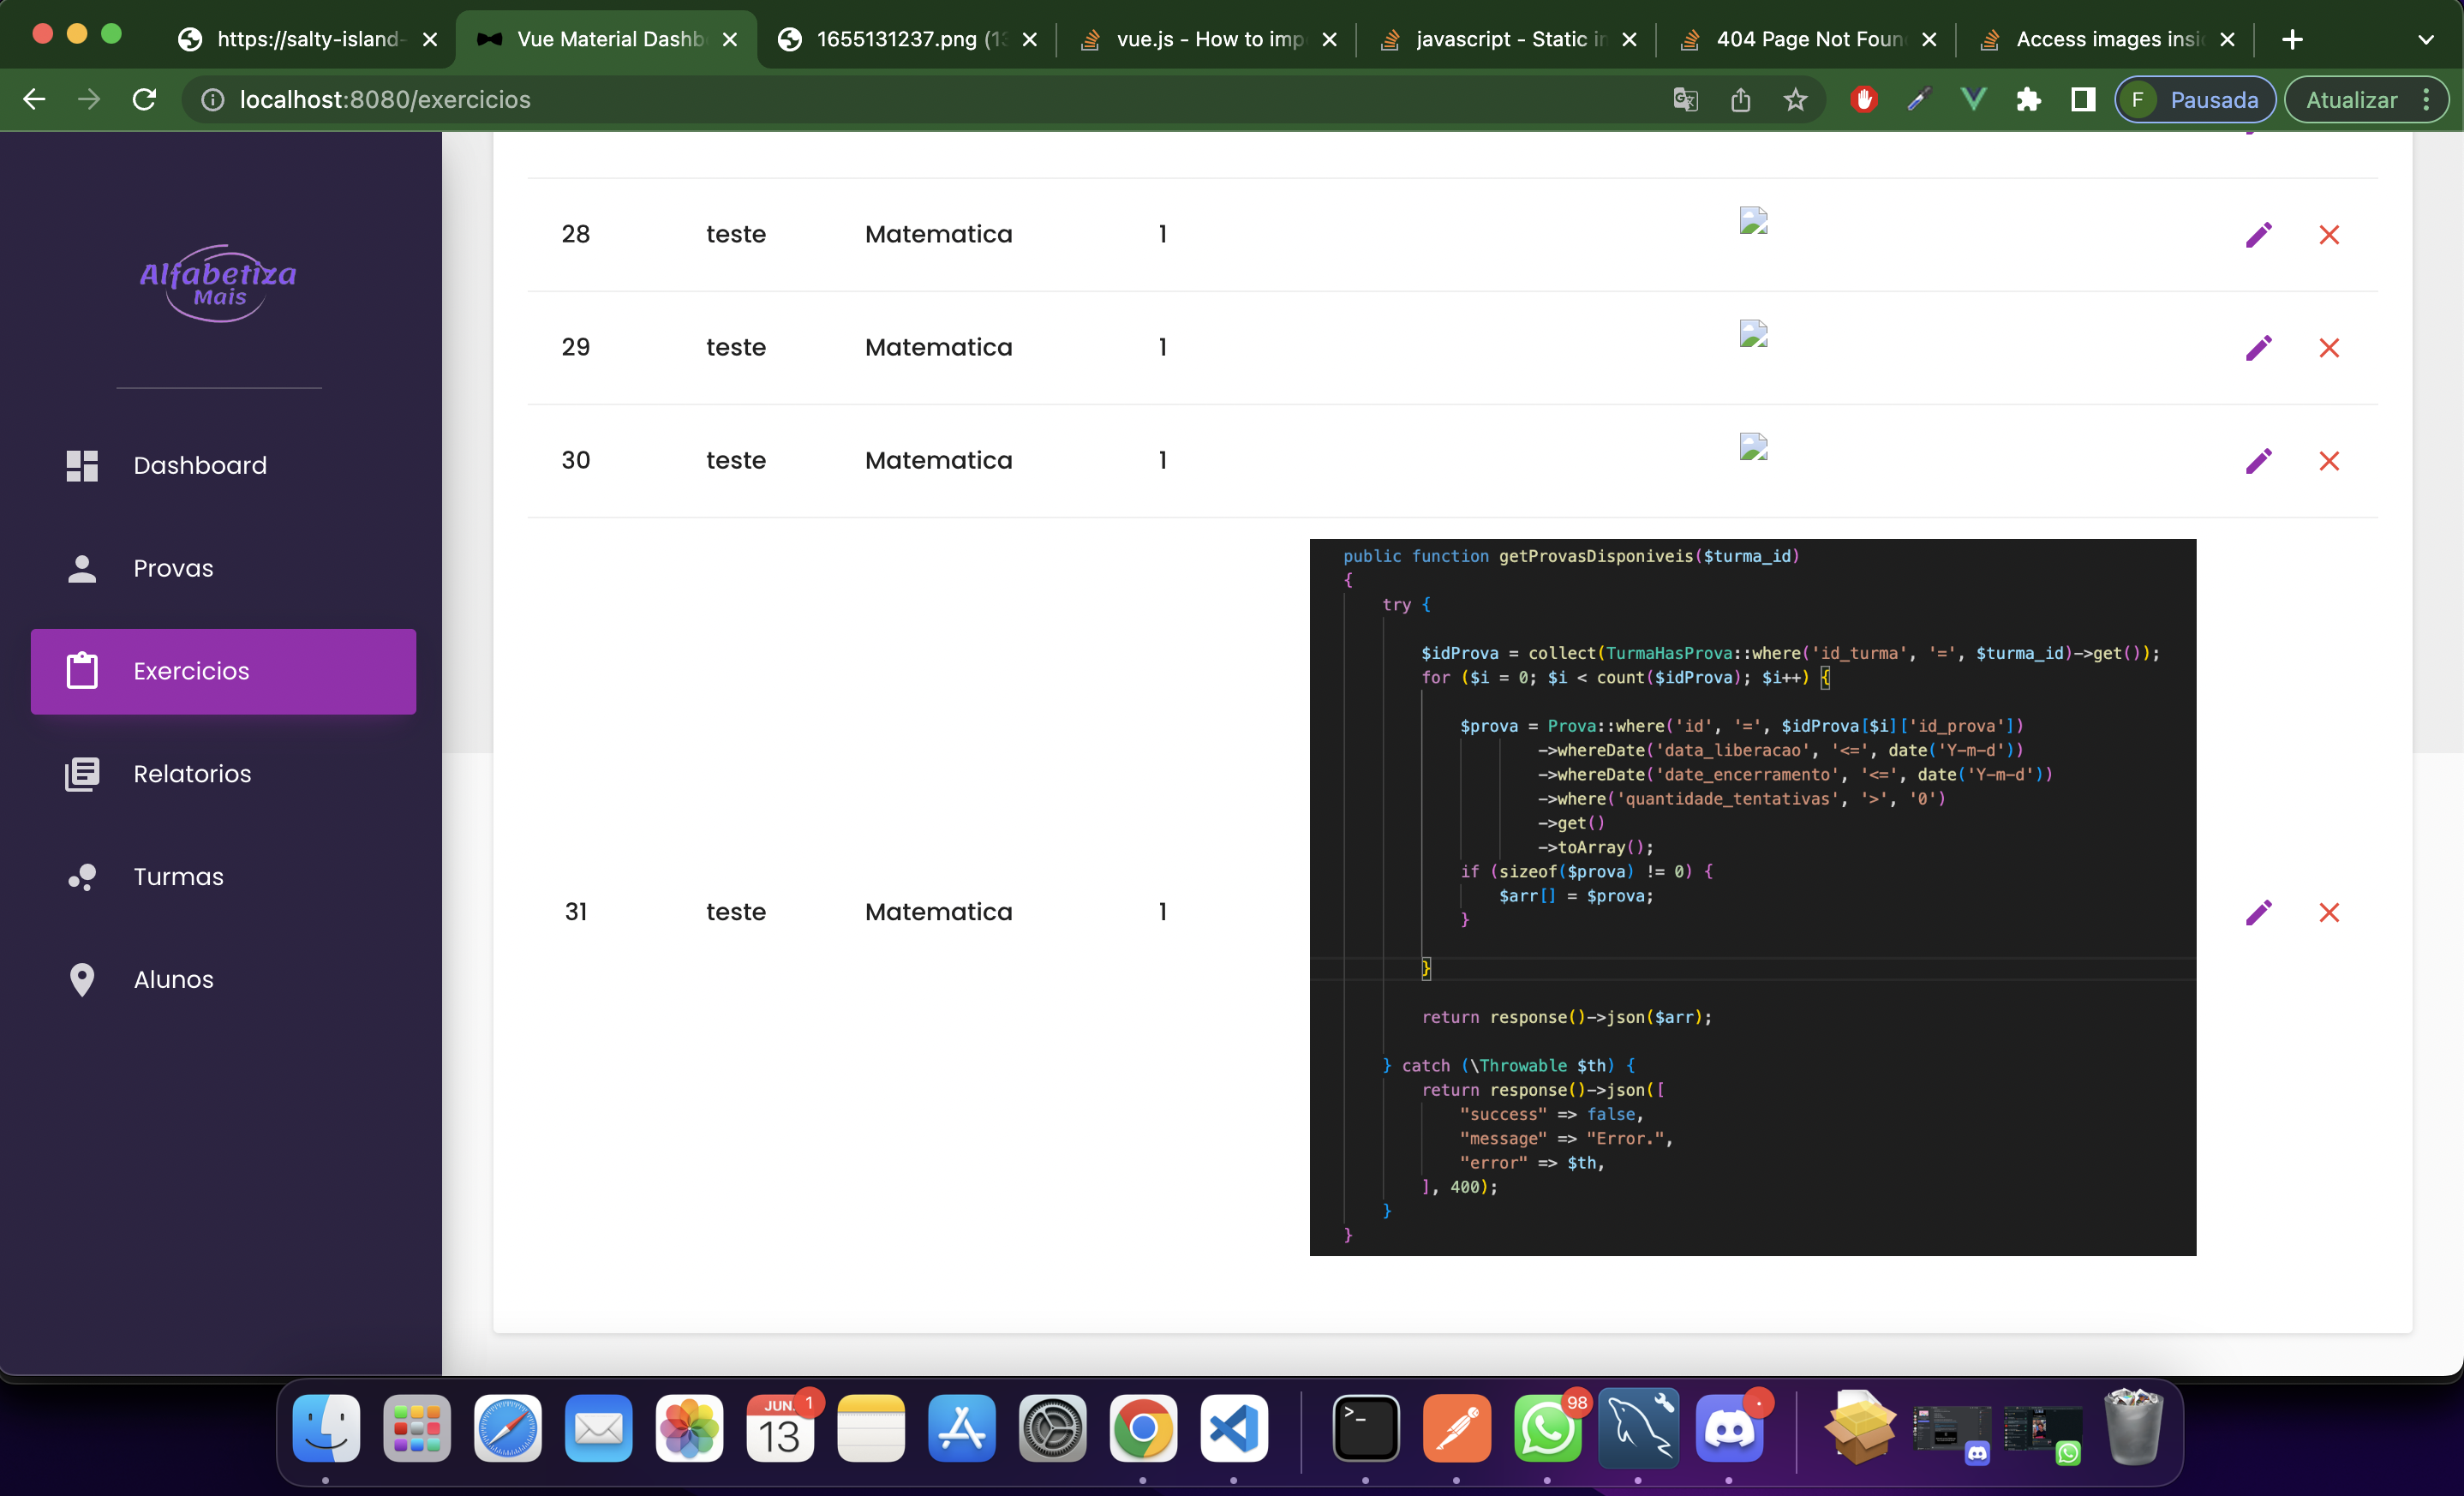 https://salty-island-
Vue Material Dashb
1655131237.png (13
vue.js - How to imp
javascript - Static in
404 Page Not Foun
Access images insid
localhost:8080/exercicios
F Pausada
Atualizar
Alfabetiza
Mais
Dashboard
Provas
Exercicios
Relatorios
Turmas
Alunos
28 teste Matematica 1
29 teste Matematica 1
30 teste Matematica 1
31 teste Matematica 1
public function getProvasDisponiveis($turma_id)
{
try {
$idProva = collect(TurmaHasProva::where('id_turma', '=', $turma_id)->get());
for ($i = 0; $i < count($idProva); $i++) {
$prova = Prova::where('id', '=', $idProva[$i]['id_prova'])
->whereDate('data_liberacao', '<=', date('Y-m-d'))
->whereDate('date_encerramento', '<=', date('Y-m-d'))
->where('quantidade_tentativas', '>', '0')
->get()
->toArray();
if (sizeof($prova) != 0) {
$arr[] = $prova;
}
}
return response()->json($arr);
} catch (\Throwable $th) {
return response()->json([
"success" => false,
"message" => "Error.",
"error" => $th,
], 400);
}
}
JUN.
13
1
>_
98